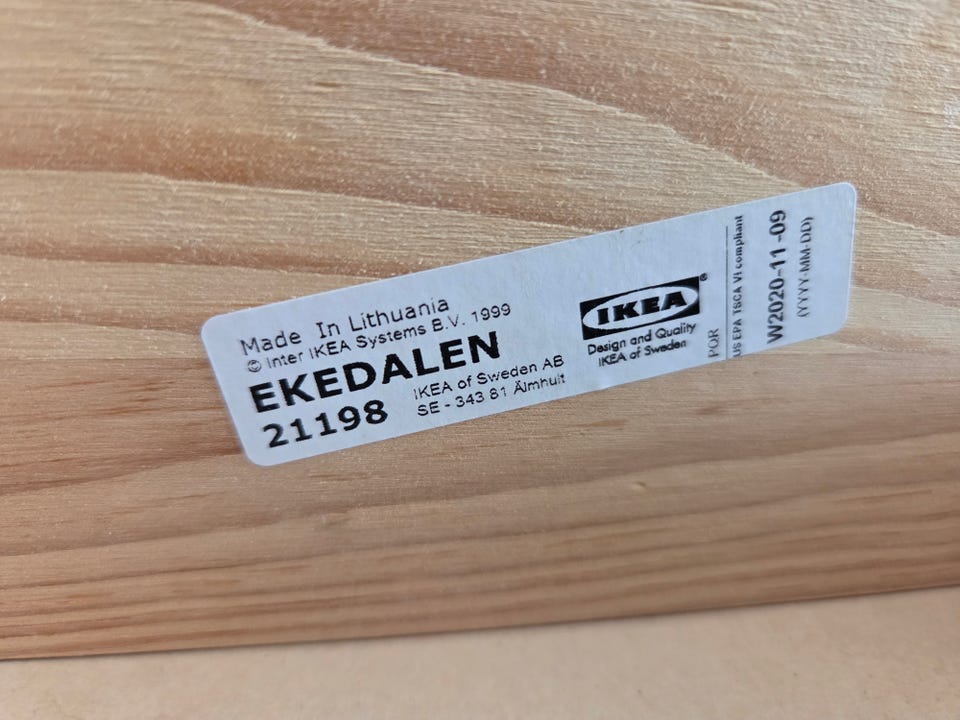 Made In Lithuania
© Inter IKEA Systems B.V. 1999
EKEDALEN
21198
IKEA of Sweden AB
SE - 343 81 Älmhult
IKEA®
Design and Quality
IKEA of Sweden
PQR
US EPA TSCA VI compliant
W2020-11-09
(YYYY-MM-DD)